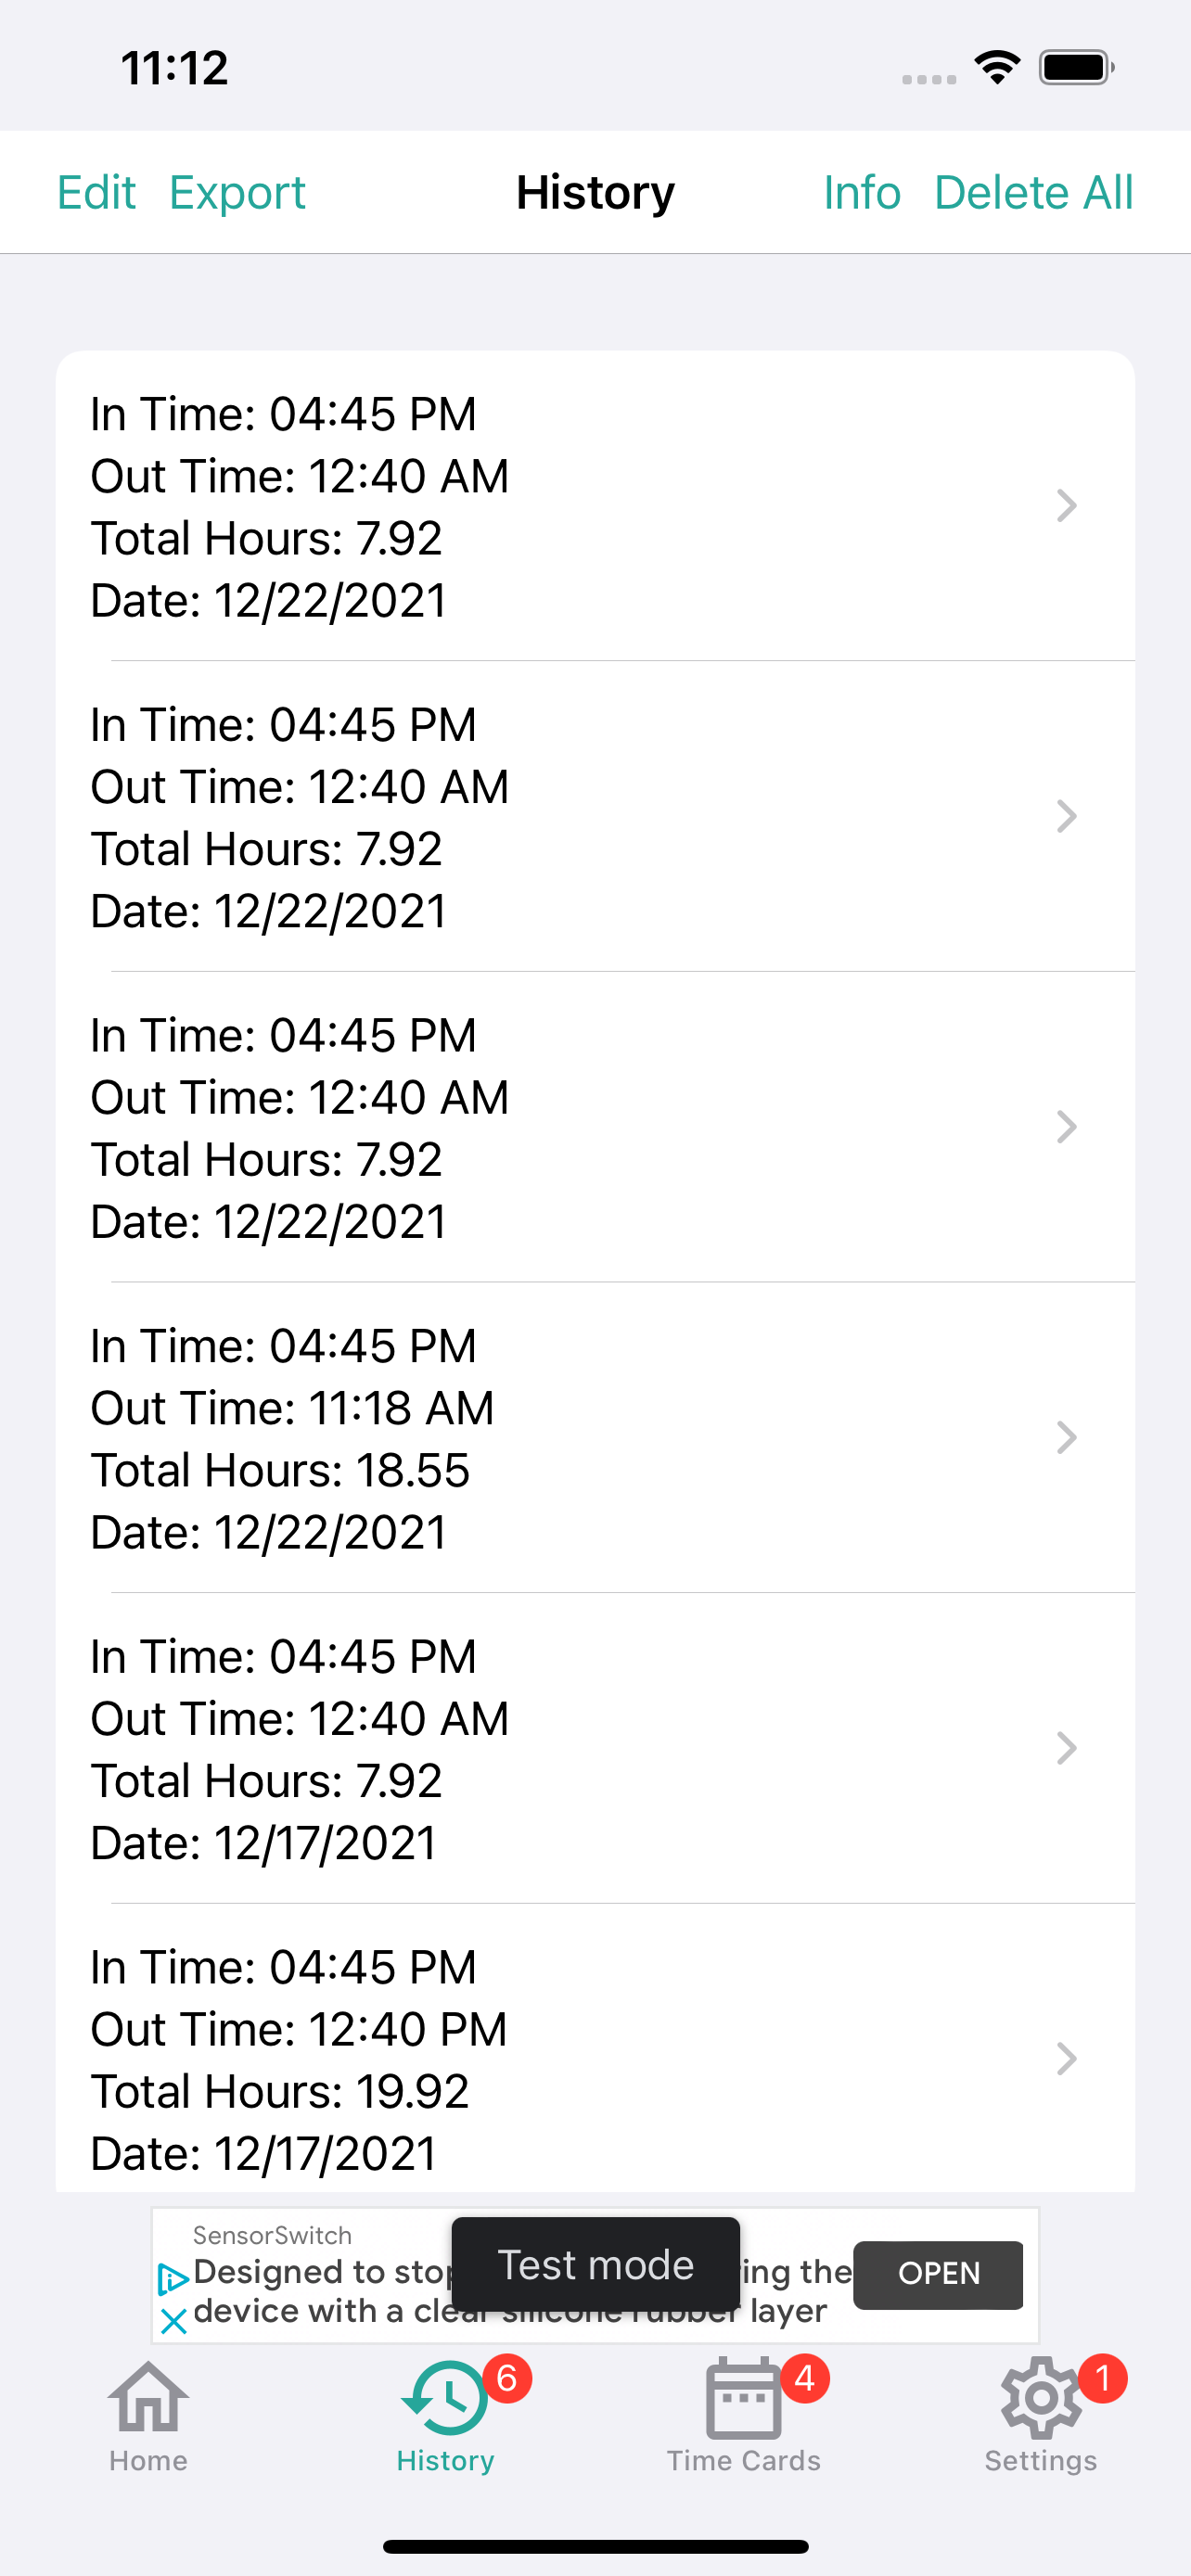 11:12
Edit Export History Info Delete All
In Time: 04:45 PM
Out Time: 12:40 AM
Total Hours: 7.92
Date: 12/22/2021
In Time: 04:45 PM
Out Time: 12:40 AM
Total Hours: 7.92
Date: 12/22/2021
In Time: 04:45 PM
Out Time: 12:40 AM
Total Hours: 7.92
Date: 12/22/2021
In Time: 04:45 PM
Out Time: 11:18 AM
Total Hours: 18.55
Date: 12/22/2021
In Time: 04:45 PM
Out Time: 12:40 AM
Total Hours: 7.92
Date: 12/17/2021
In Time: 04:45 PM
Out Time: 12:40 PM
Total Hours: 19.92
Date: 12/17/2021
SensorSwitch
Designed to the
device with a clear silicone rubber layer
Test mode
OPEN
6 4 1
Home History Time Cards Settings